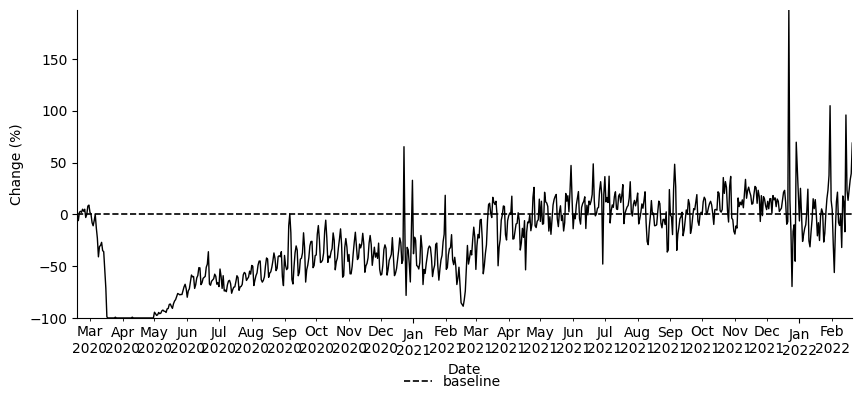 150
100
50
0
−50
−100
Change (%)
Mar Apr May Jun Jul Aug Sep Oct Nov Dec Jan Feb Mar Apr May Jun Jul Aug Sep Oct Nov Dec Jan Feb
2020 2020 2020 2020 2020 2020 2020 2020 2020 2020 2021 2021 2021 2021 2021 2021 2021 2021 2021 2021 2021 2021 2022 2022
Date
baseline